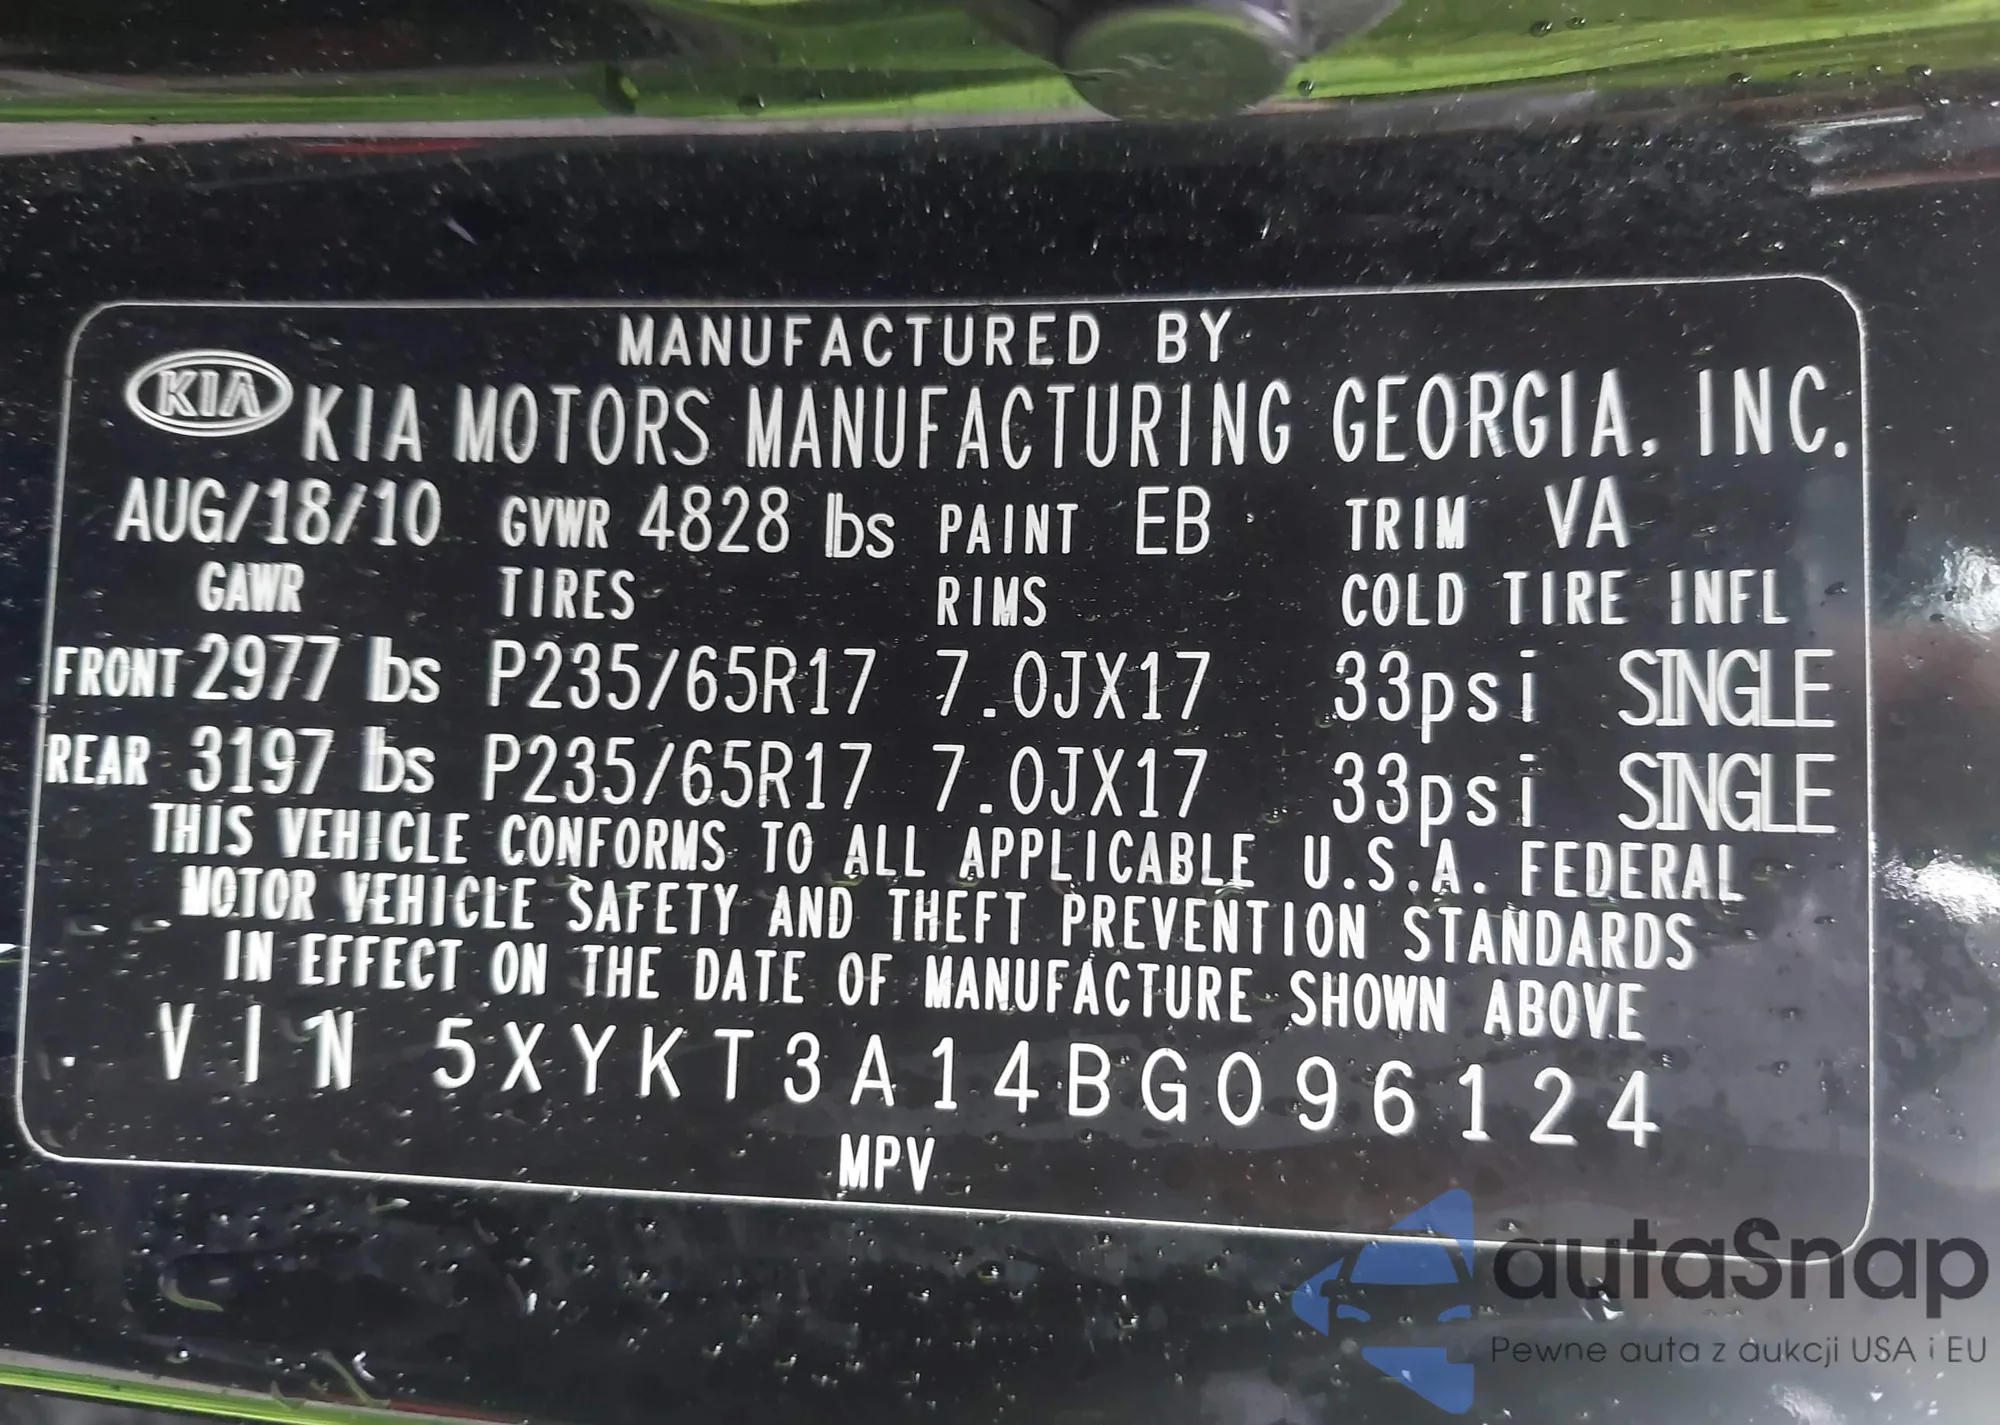 MANUFACTURED BY
KIA KIA MOTORS MANUFACTURING GEORGIA, INC.
AUG/18/10 GVWR 4828 lbs PAINT EB TRIM VA
GAWR TIRES RIMS COLD TIRE INFL
FRONT 2977 lbs P235/65R17 7.0JX17 33psi SINGLE
REAR 3197 lbs P235/65R17 7.0JX17 33psi SINGLE
THIS VEHICLE CONFORMS TO ALL APPLICABLE U.S.A. FEDERAL
MOTOR VEHICLE SAFETY AND THEFT PREVENTION STANDARDS
IN EFFECT ON THE DATE OF MANUFACTURE SHOWN ABOVE
VIN 5XYKT3A14BG096124
MPV
autaSnap
Pewne auta z aukcji USA i EU